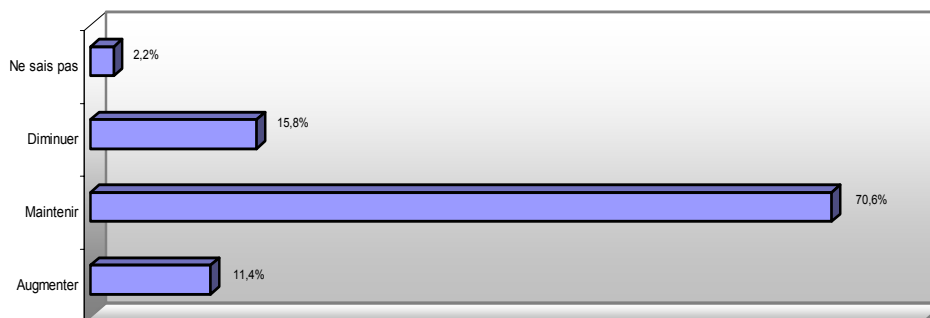 Ne sais pas 2,2%
Diminuer 15,8%
Maintenir 70,6%
Augmenter 11,4%